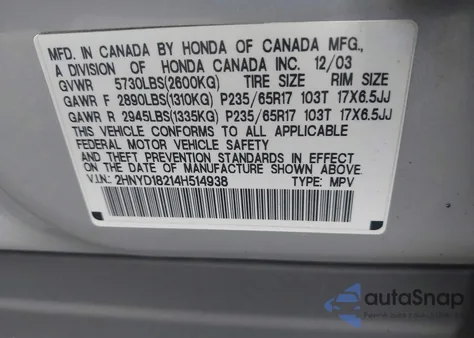 MFD. IN CANADA BY HONDA OF CANADA MFG.,
A DIVISION OF HONDA CANADA INC. 12/03
GVWR 5730LBS(2600KG) TIRE SIZE RIM SIZE
GAWR F 2890LBS(1310KG) P235/65R17 103T 17X6.5JJ
GAWR R 2945LBS(1335KG) P235/65R17 103T 17X6.5JJ
THIS VEHICLE CONFORMS TO ALL APPLICABLE
FEDERAL MOTOR VEHICLE SAFETY
AND THEFT PREVENTION STANDARDS IN EFFECT ON
THE DATE OF MANUFACTURE SHOWN ABOVE.
V.I.N.: 2HNYD18214H514938 TYPE: MPV
autoSnap